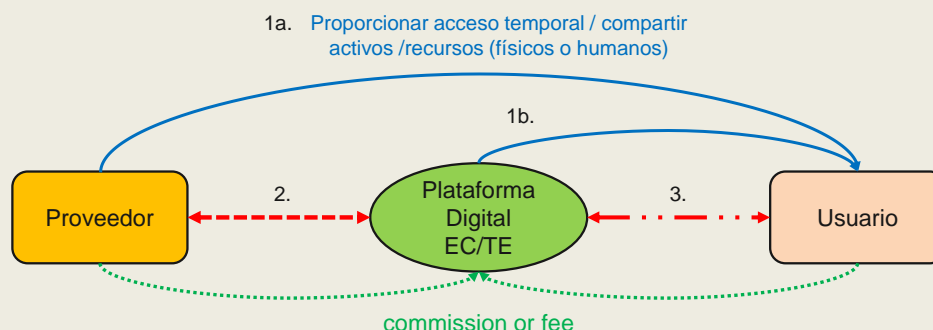 1a. Proporcionar acceso temporal / compartir
activos /recursos (físicos o humanos)
1b.
Proveedor
2.
Plataforma
Digital
EC/TE
3.
Usuario
commission or fee